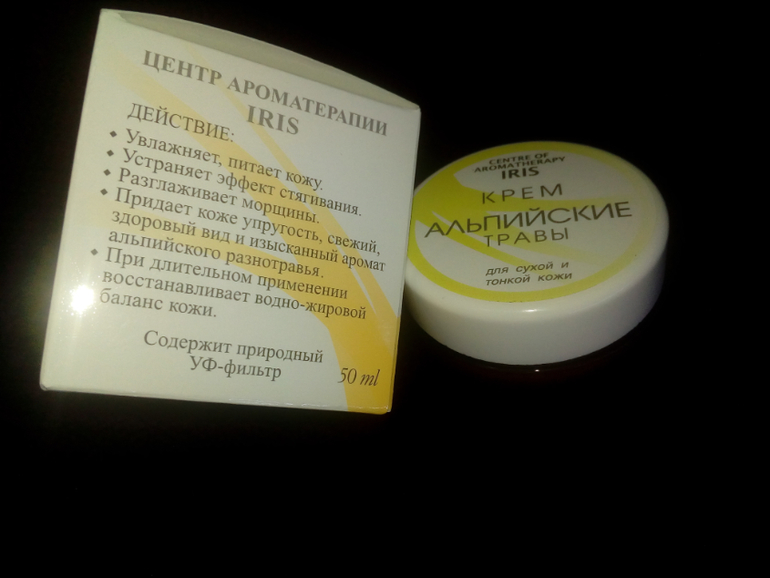 ЦЕНТР АРОМАТЕРАПИИ
IRIS
ДЕЙСТВИЕ:
• Увлажняет, питает кожу.
• Устраняет эффект стягивания.
• Разглаживает морщины.
• Придает коже упругость, свежий,
здоровый вид и изысканный аромат
альпийского разнотравья.
• При длительном применении
восстанавливает водно-жировой
баланс кожи.
Содержит природный
УФ-фильтр
50 ml
CENTRE OF
AROMATHERAPY
IRIS
КРЕМ
АЛЬПИЙСКИЕ
ТРАВЫ
для сухой и
тонкой кожи